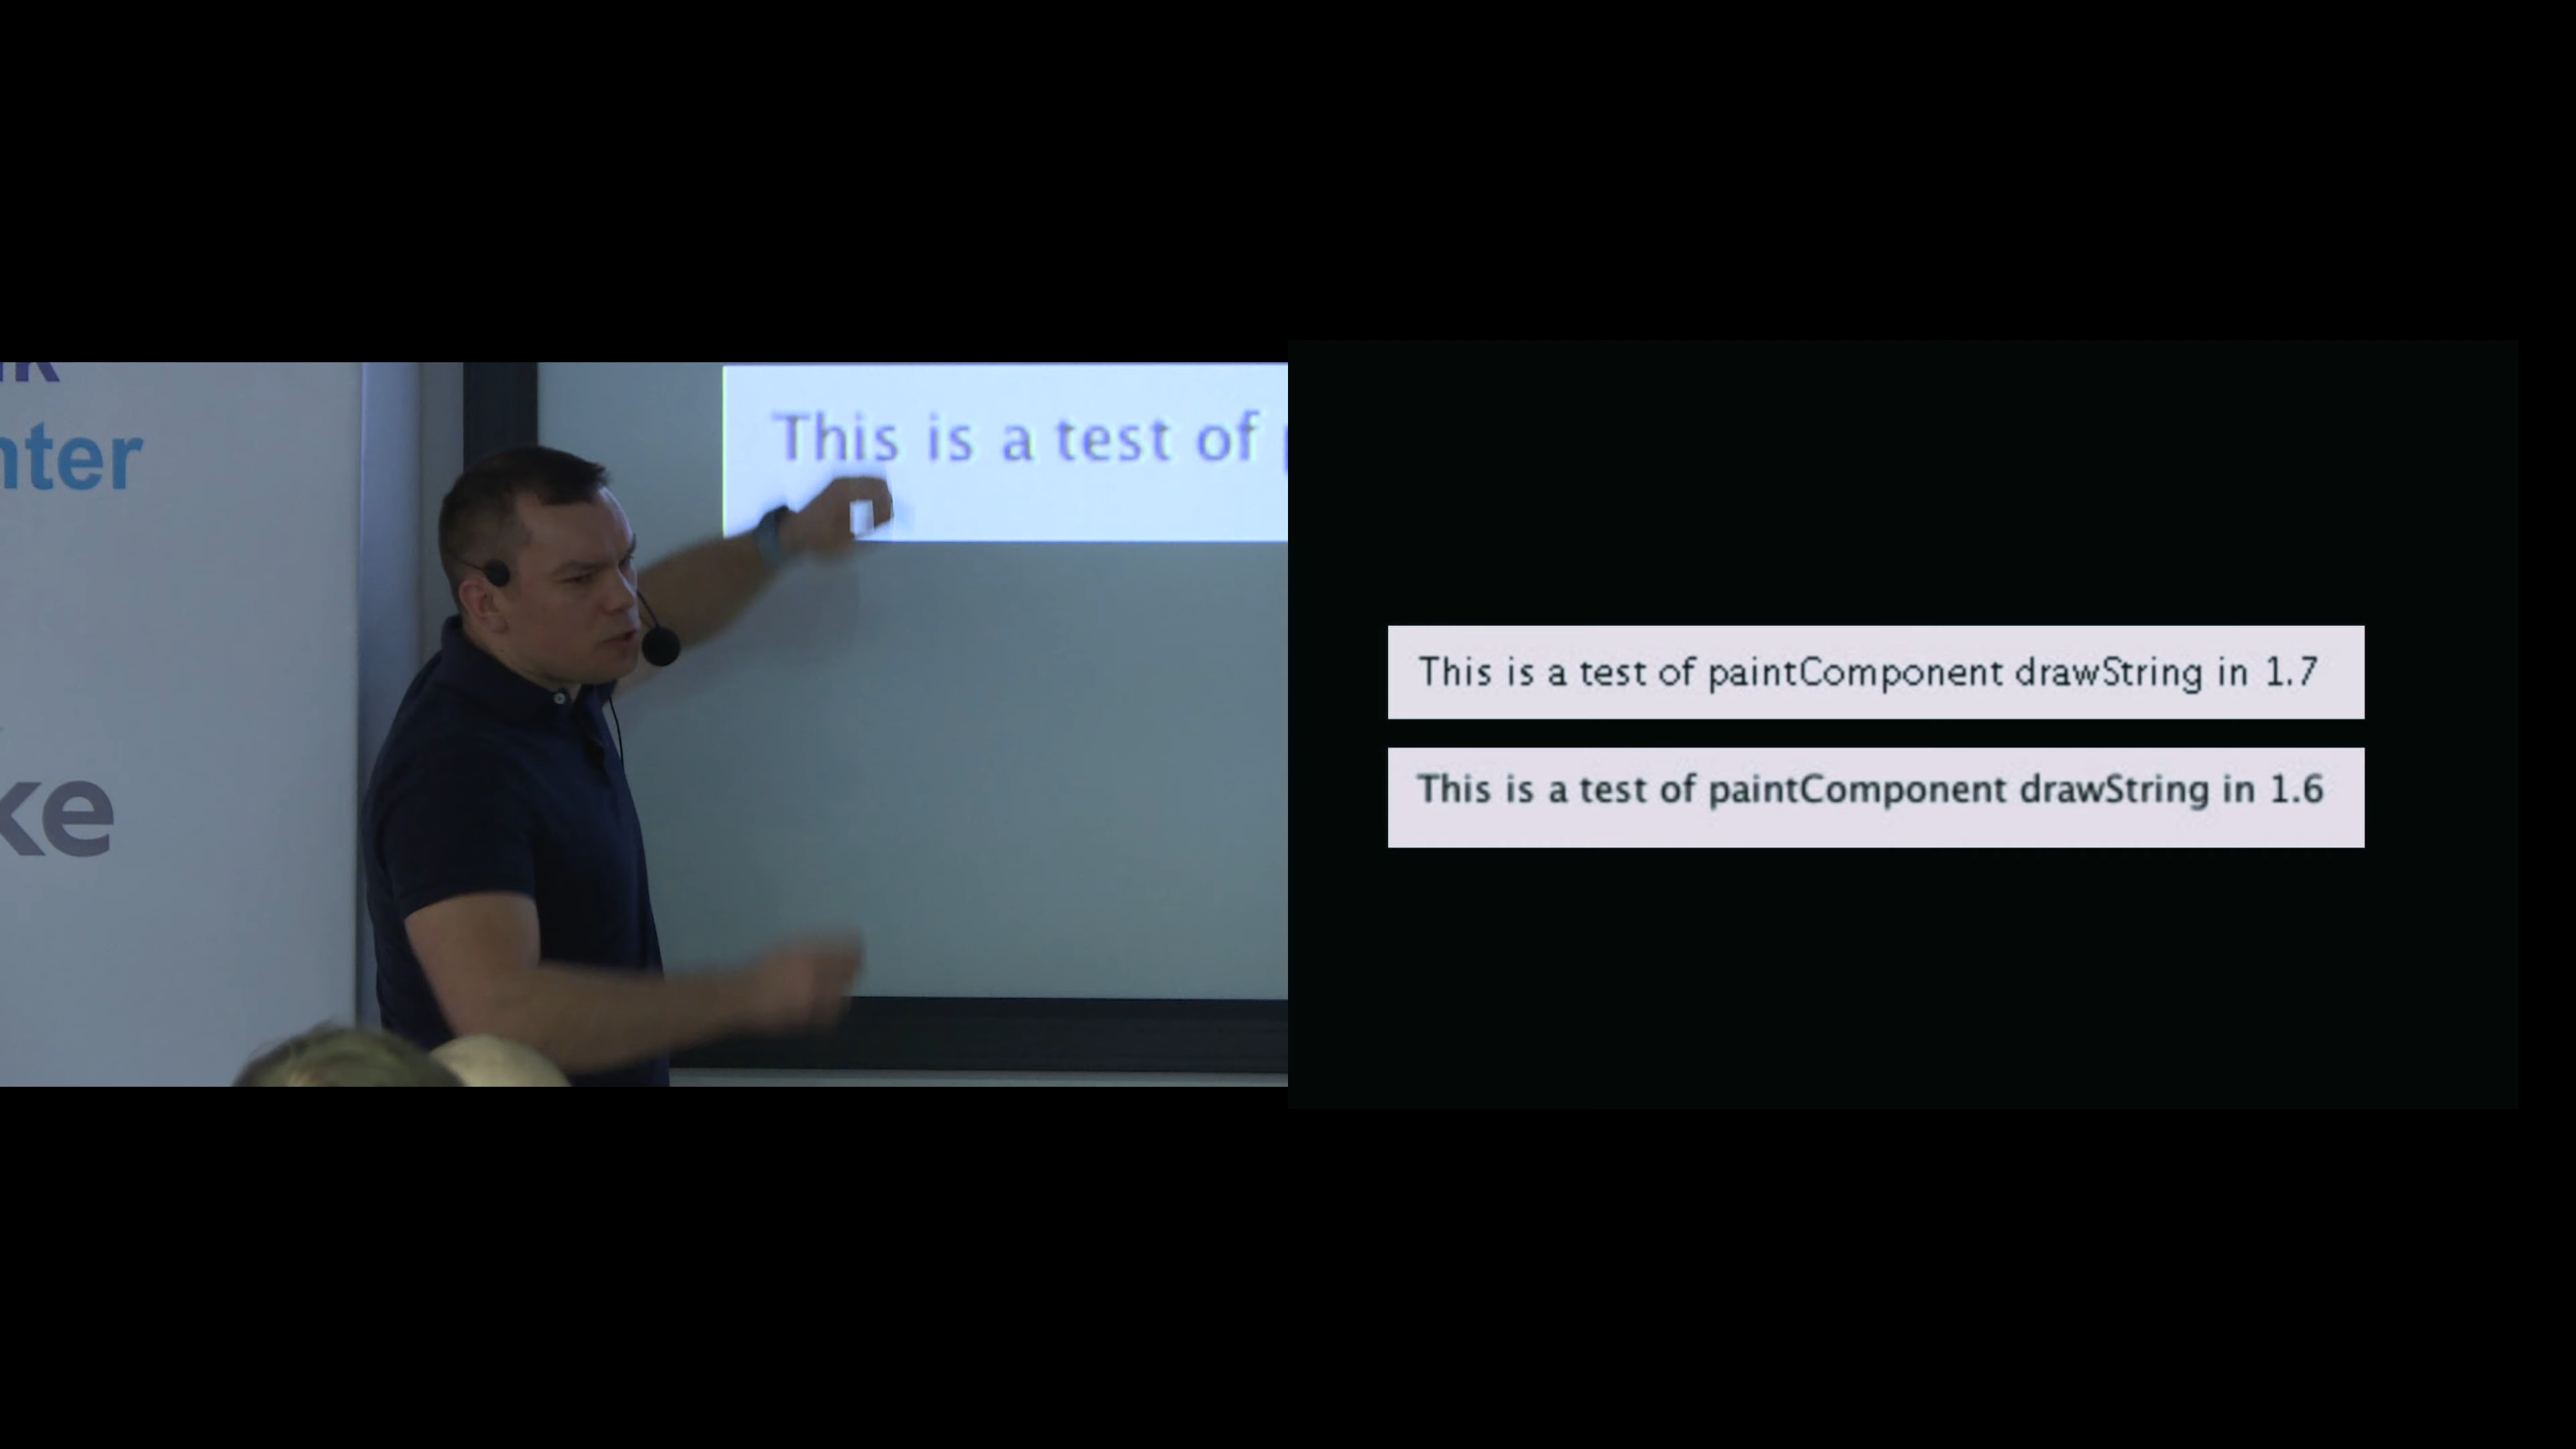 nter
ke
This is a test of
This is a test of paintComponent drawString in 1.7
This is a test of paintComponent drawString in 1.6